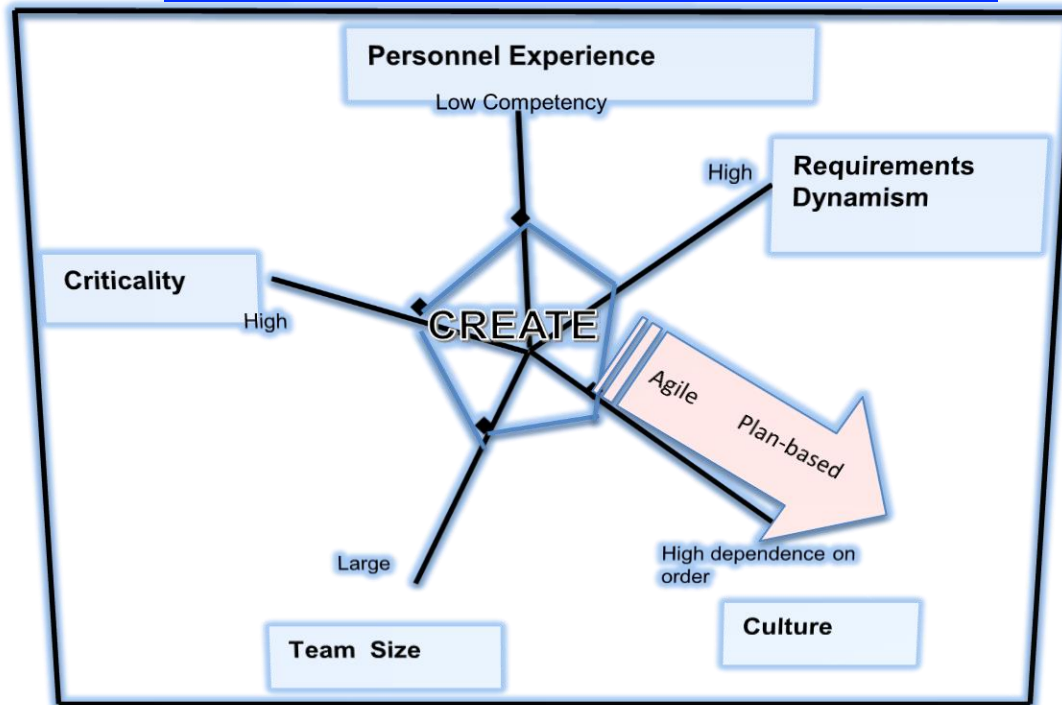 Personnel Experience
Low Competency
High
Requirements
Dynamism
Criticality
High
CREATE
Agile
Plan-based
Large
High dependence on
order
Team Size
Culture